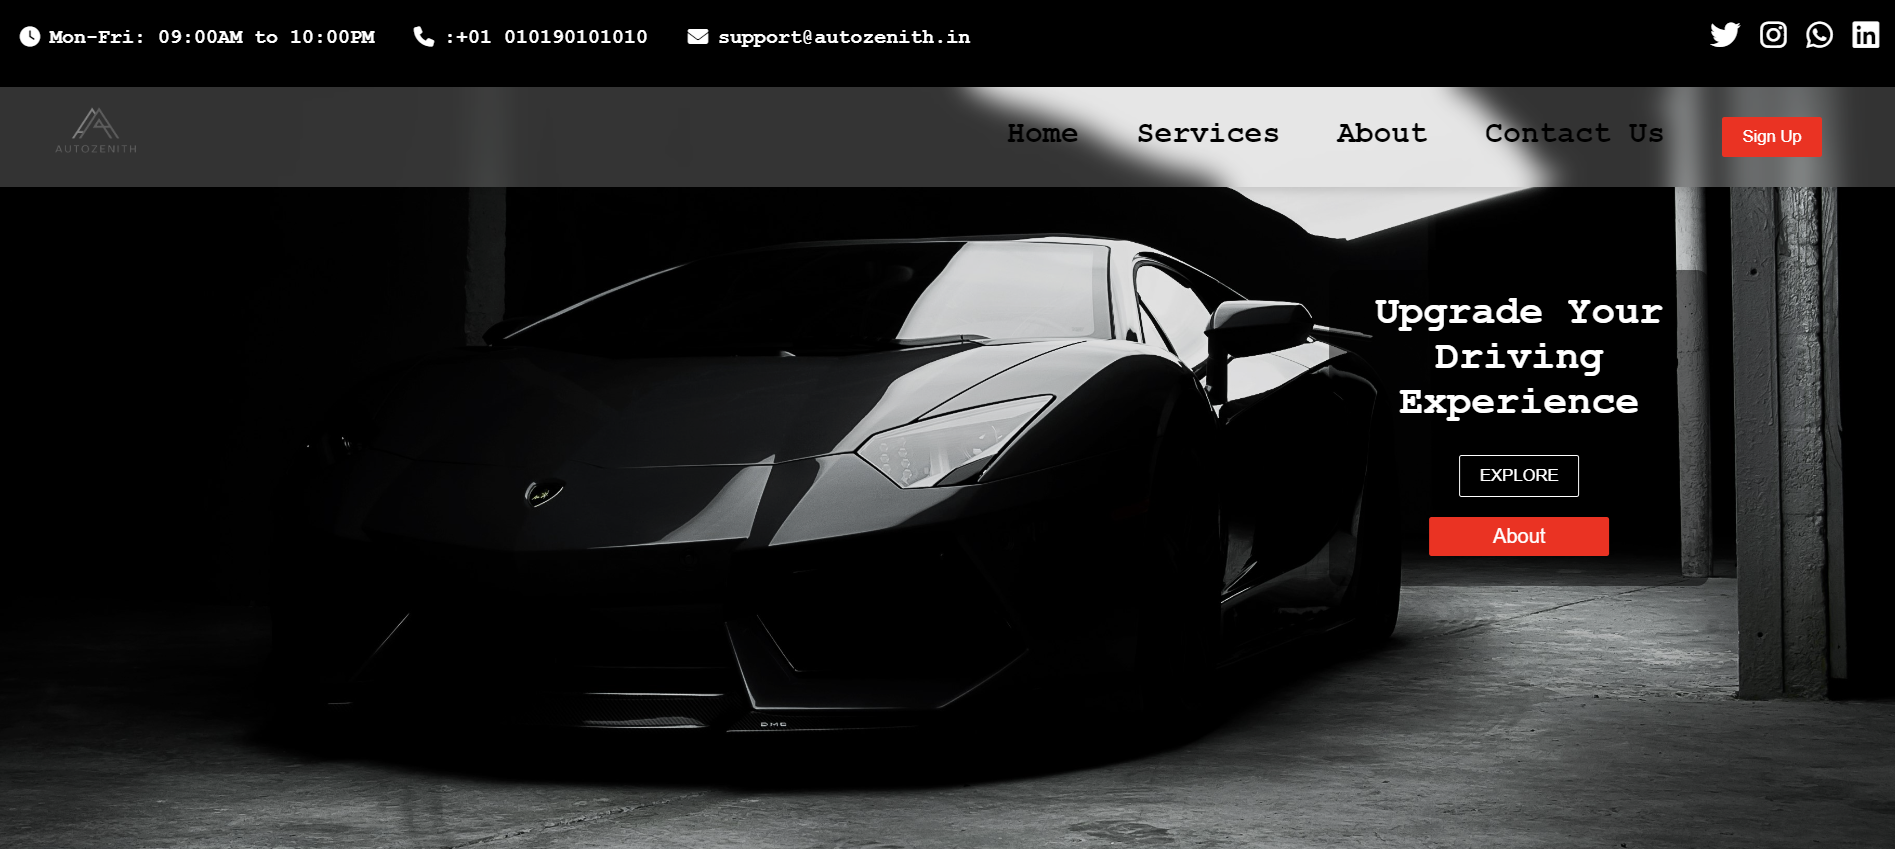 Mon-Fri: 09:00AM to 10:00PM
:+01 010190101010
support@autozenith.in
AUTOZENITH
Home
Services
About
Contact Us
Sign Up
Upgrade Your
Driving
Experience
EXPLORE
About
DMC